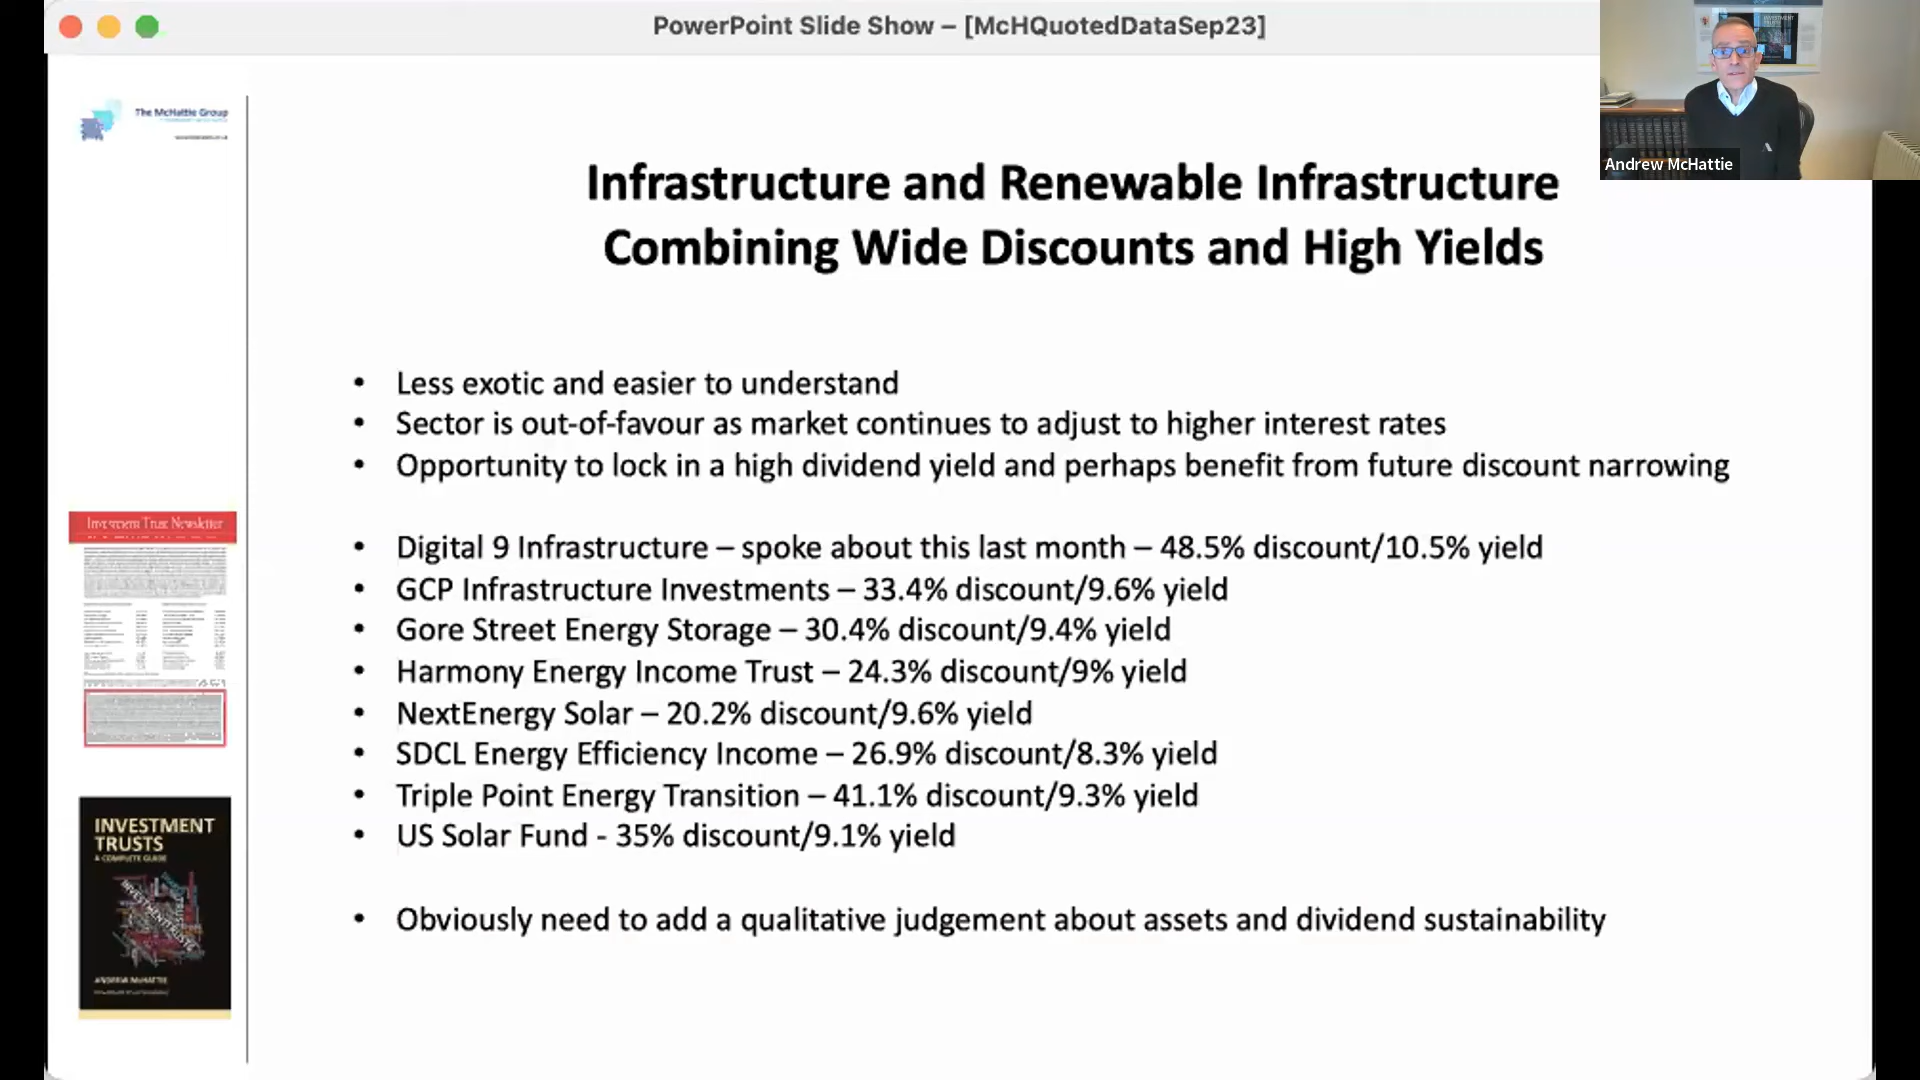 PowerPoint Slide Show – [McHQuotedDataSep23]
Andrew McHattie
The McHattie Group
Infrastructure and Renewable Infrastructure
Combining Wide Discounts and High Yields
• Less exotic and easier to understand
• Sector is out-of-favour as market continues to adjust to higher interest rates
• Opportunity to lock in a high dividend yield and perhaps benefit from future discount narrowing
• Digital 9 Infrastructure – spoke about this last month – 48.5% discount/10.5% yield
• GCP Infrastructure Investments – 33.4% discount/9.6% yield
• Gore Street Energy Storage – 30.4% discount/9.4% yield
• Harmony Energy Income Trust – 24.3% discount/9% yield
• NextEnergy Solar – 20.2% discount/9.6% yield
• SDCL Energy Efficiency Income – 26.9% discount/8.3% yield
• Triple Point Energy Transition – 41.1% discount/9.3% yield
• US Solar Fund - 35% discount/9.1% yield
• Obviously need to add a qualitative judgement about assets and dividend sustainability
Investment Trust Newsletter
INVESTMENT
TRUSTS
A COMPLETE GUIDE
INVESTMENT
TRUSTS
ANDREW McHATTIE